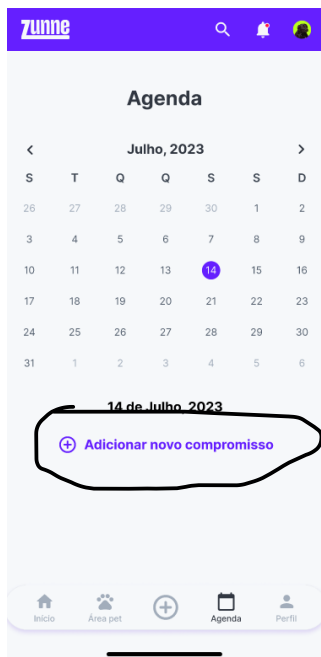 zunne
Agenda
Julho, 2023
S T Q Q S S D
26 27 28 29 30 1 2
3 4 5 6 7 8 9
10 11 12 13 14 15 16
17 18 19 20 21 22 23
24 25 26 27 28 29 30
31 1 2 3 4 5 6
14 de Julho, 2023
Adicionar novo compromisso
Início Área pet Agenda Perfil